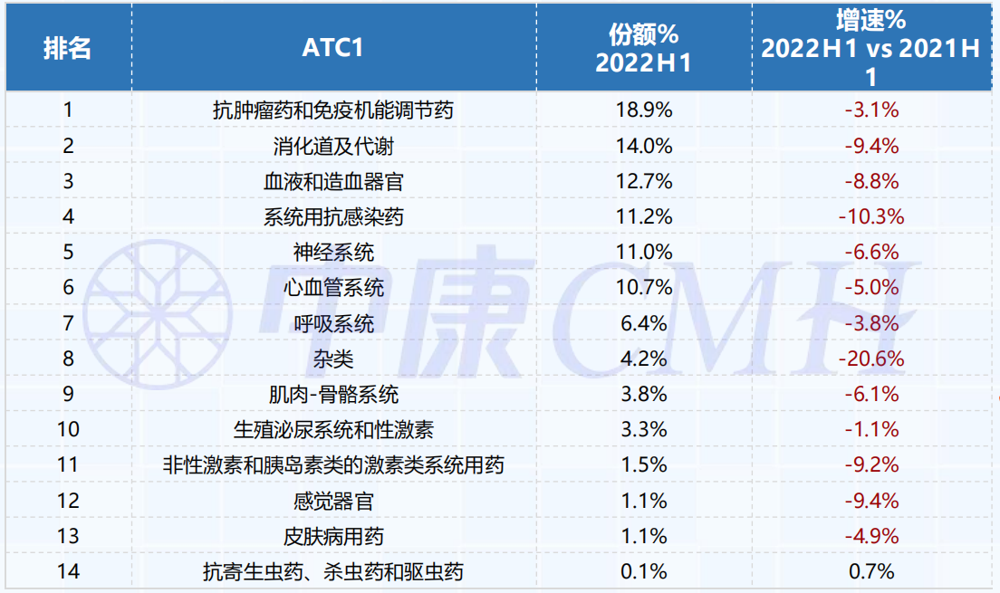 排名 ATC1 份额% 2022H1 增速% 2022H1 vs 2021H1
1 抗肿瘤药和免疫机能调节药 18.9% -3.1%
2 消化道及代谢 14.0% -9.4%
3 血液和造血器官 12.7% -8.8%
4 系统用抗感染药 11.2% -10.3%
5 神经系统 11.0% -6.6%
6 心血管系统 10.7% -5.0%
7 呼吸系统 6.4% -3.8%
8 杂类 4.2% -20.6%
9 肌肉-骨骼系统 3.8% -6.1%
10 生殖泌尿系统和性激素 3.3% -1.1%
11 非性激素和胰岛素类的激素类系统用药 1.5% -9.2%
12 感觉器官 1.1% -9.4%
13 皮肤病用药 1.1% -4.9%
14 抗寄生虫药、杀虫药和驱虫药 0.1% 0.7%
中康CMH